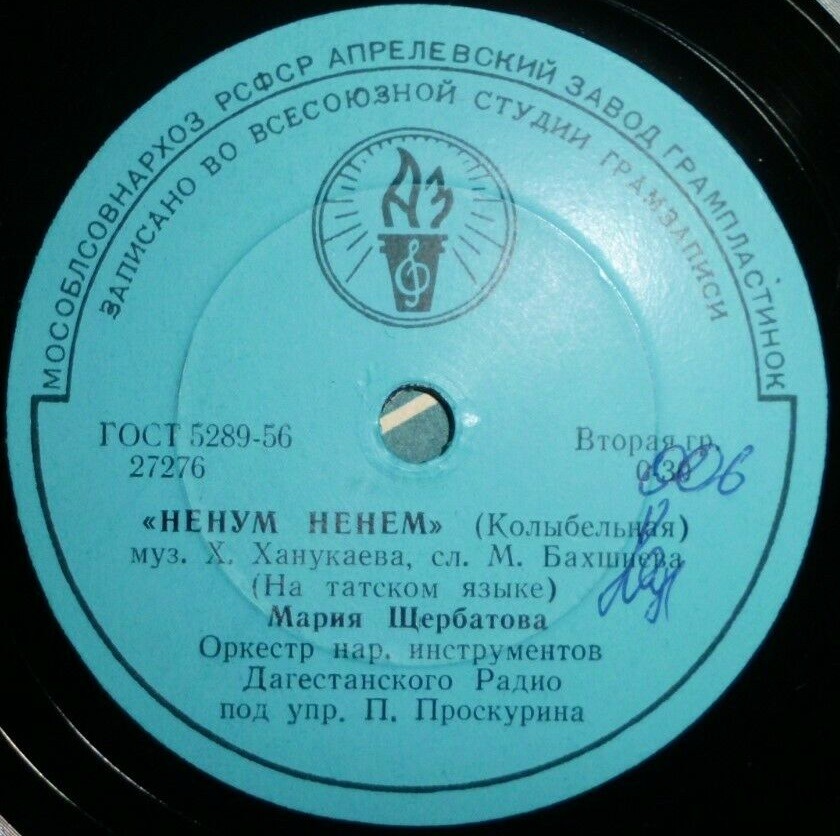 МОСОБЛСОВНАРХОЗ РСФСР АПРЕЛЕВСКИЙ ЗАВОД ГРАМПЛАСТИНОК
ЗАПИСАНО ВО ВСЕСОЮЗНОЙ СТУДИИ ГРАМЗАПИСИ
АЗ
ГОСТ 5289-56
27276
Вторая гр.
«НЕНУМ НЕНЕМ» (Колыбельная)
муз. Х. Ханукаева, сл. М. Бахшиева
(На татском языке)
Мария Щербатова
Оркестр нар. инструментов
Дагестанского Радио
под упр. П. Проскурина